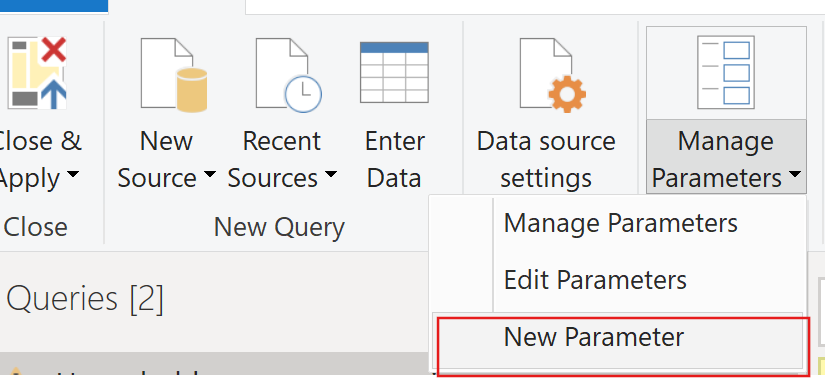 Close &
Apply
New
Source
Recent
Sources
Enter
Data
Data source
settings
Manage
Parameters
Close
New Query
Manage Parameters
Edit Parameters
New Parameter
Queries [2]